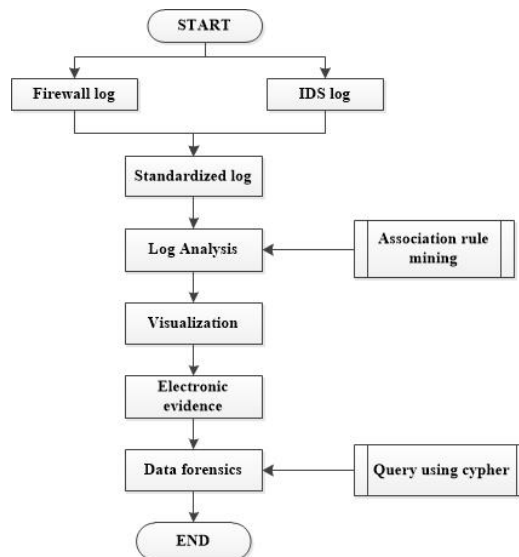 START
Firewall log
IDS log
Standardized log
Log Analysis
Association rule
mining
Visualization
Electronic
evidence
Data forensics
Query using cypher
END